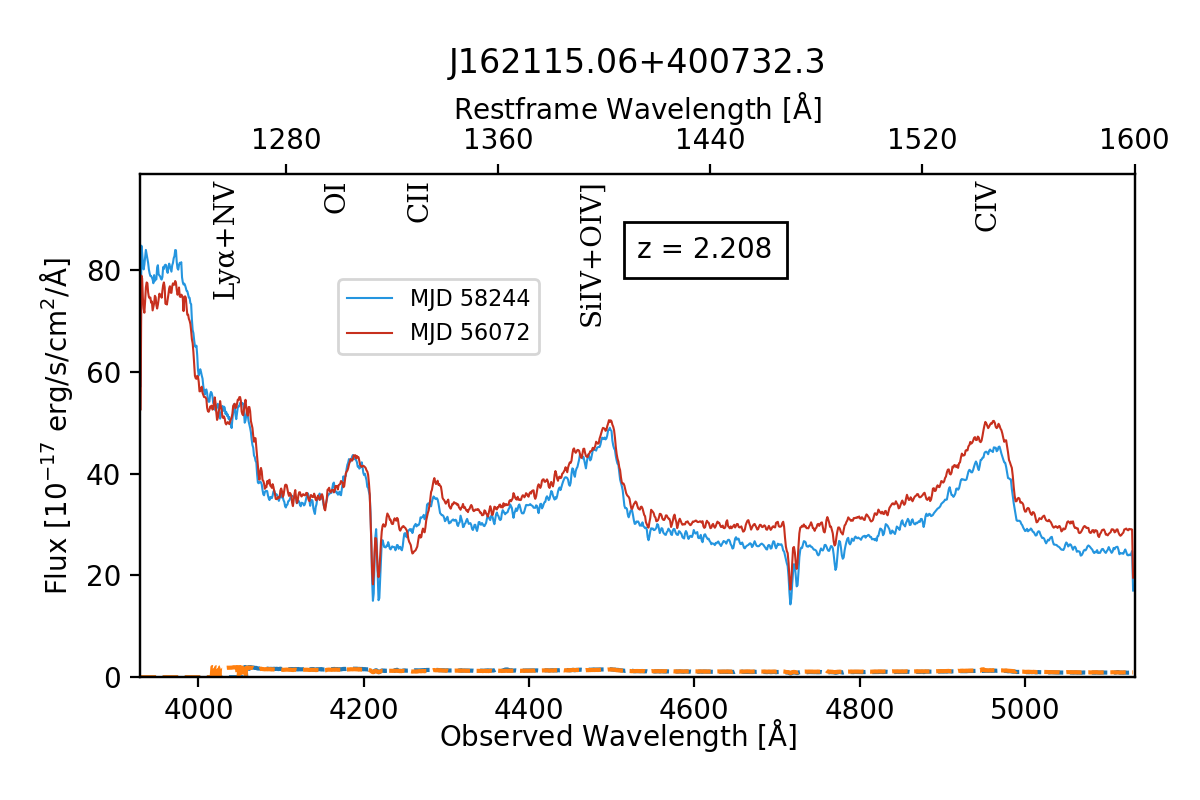 J162115.06+400732.3
Restframe Wavelength [Å]
1280 1360 1440 1520 1600
Lyα+NV
OI
CII
SiIV+OIV]
CIV
z = 2.208
MJD 58244
MJD 56072
Flux [10⁻¹⁷ erg/s/cm²/Å]
80
60
40
20
0
4000 4200 4400 4600 4800 5000
Observed Wavelength [Å]